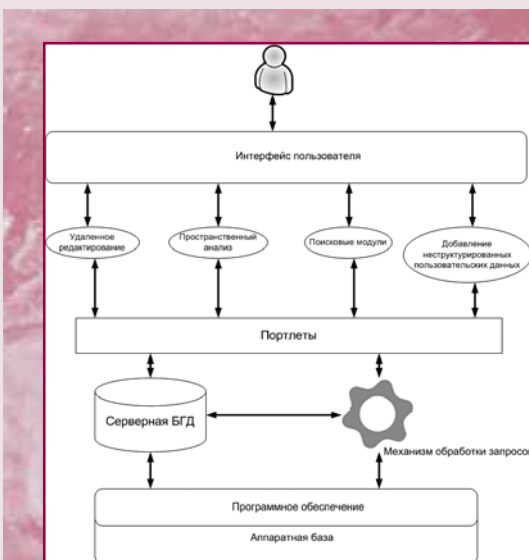 Интерфейс пользователя
Удаленное
редактирование
Пространственный
анализ
Поисковые модули
Добавление
неструктурированных
пользовательских данных
Портлеты
Серверная БГД
Механизм обработки запросов
Программное обеспечение
Аппаратная база